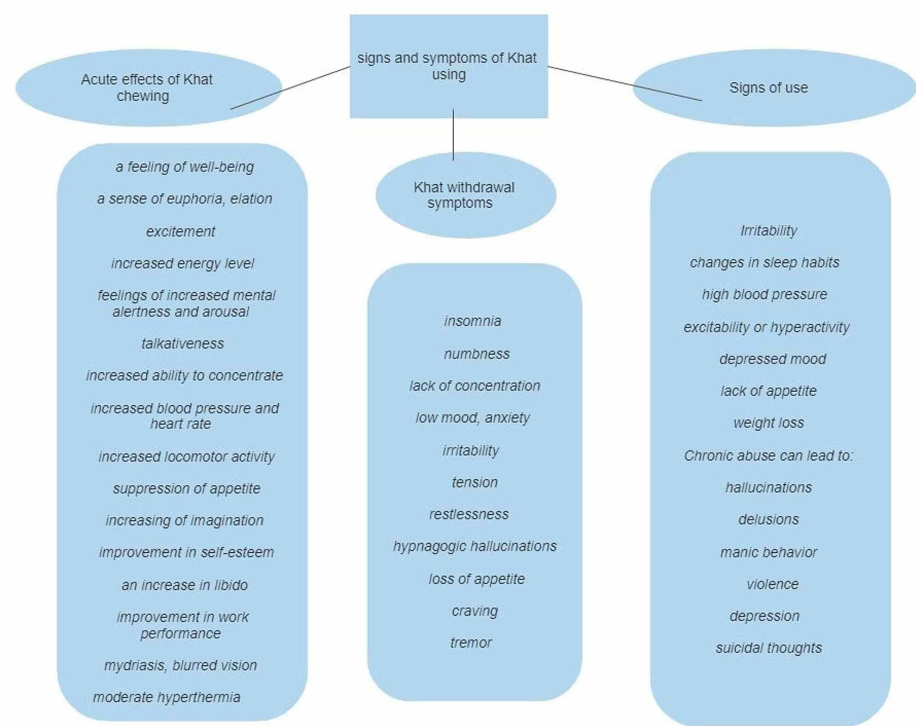 signs and symptoms of Khat
using
Acute effects of Khat
chewing
a feeling of well-being
a sense of euphoria, elation
excitement
increased energy level
feelings of increased mental
alertness and arousal
talkativeness
increased ability to concentrate
increased blood pressure and
heart rate
increased locomotor activity
suppression of appetite
increasing of imagination
improvement in self-esteem
an increase in libido
improvement in work
performance
mydriasis, blurred vision
moderate hyperthermia
Khat withdrawal
symptoms
insomnia
numbness
lack of concentration
low mood, anxiety
irritability
tension
restlessness
hypnagogic hallucinations
loss of appetite
craving
tremor
Signs of use
Irritability
changes in sleep habits
high blood pressure
excitability or hyperactivity
depressed mood
lack of appetite
weight loss
Chronic abuse can lead to:
hallucinations
delusions
manic behavior
violence
depression
suicidal thoughts